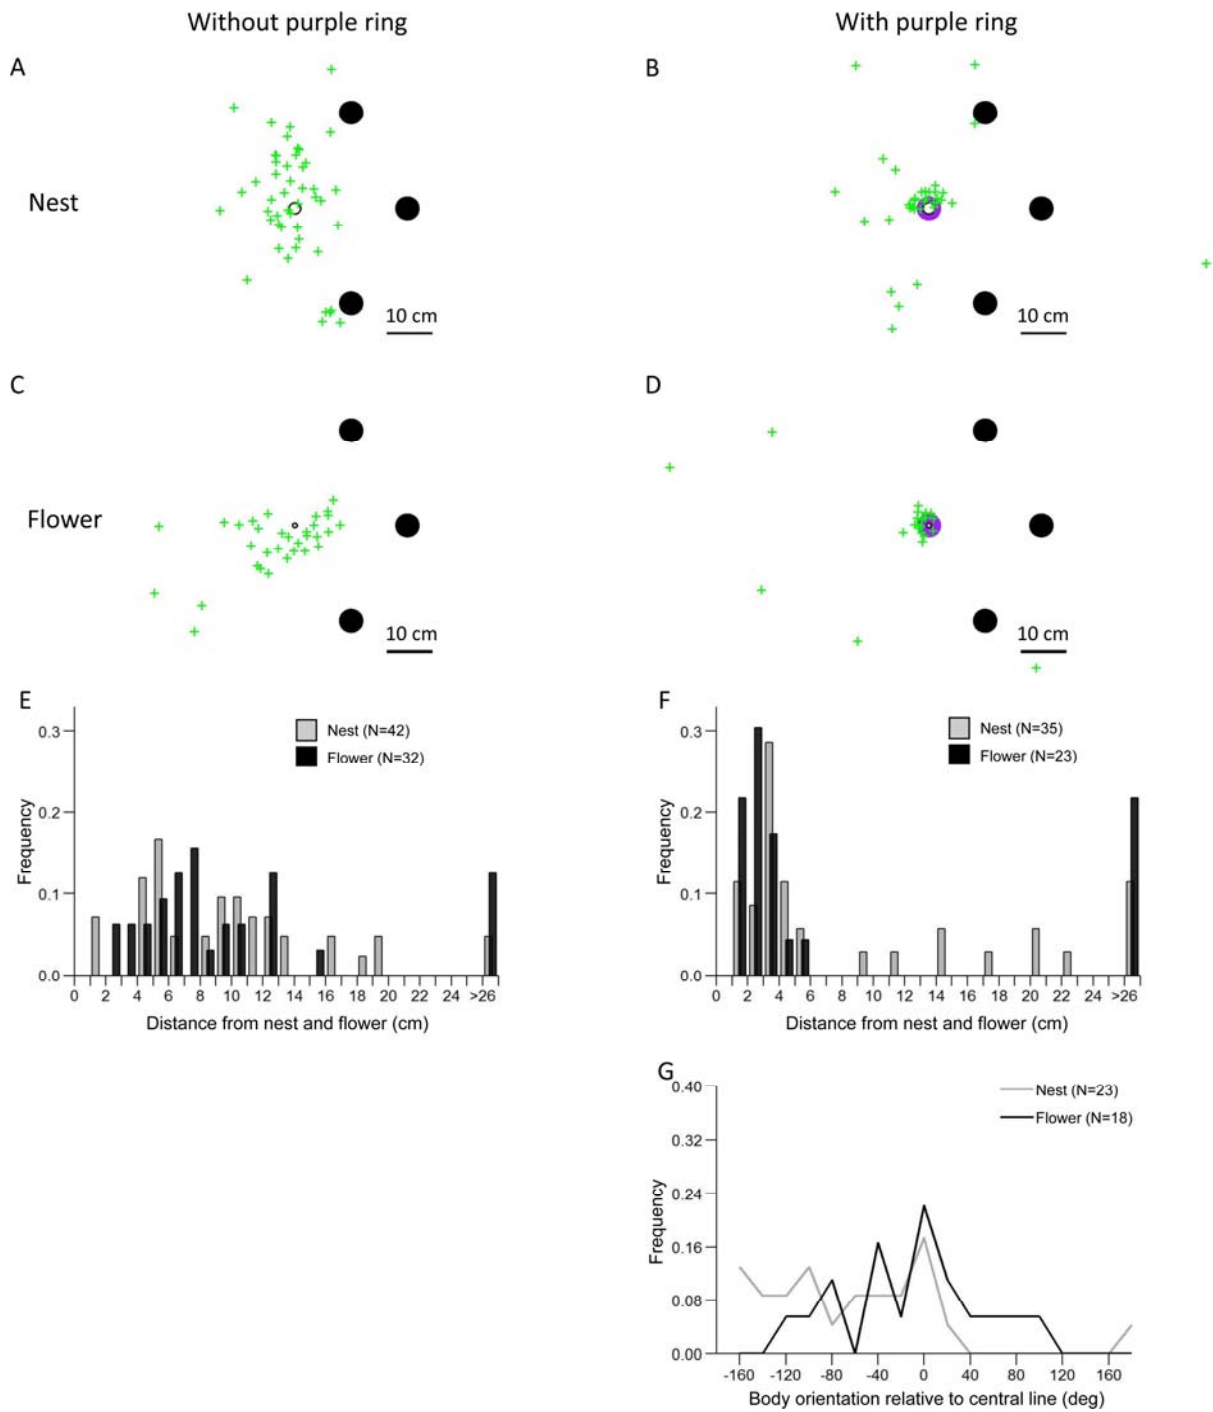 Without purple ring
With purple ring
A
B
Nest
10 cm
10 cm
C
D
Flower
10 cm
10 cm
E
F
Nest (N=42)
Flower (N=32)
Nest (N=35)
Flower (N=23)
0.3
0.2
0.1
0.0
Frequency
0 2 4 6 8 10 12 14 16 18 20 22 24 >26
Distance from nest and flower (cm)
0.3
0.2
0.1
0.0
Frequency
0 2 4 6 8 10 12 14 16 18 20 22 >26
Distance from nest and flower (cm)
G
Nest (N=23)
Flower (N=18)
0.40
0.32
0.24
0.16
0.08
0.00
Frequency
-160 -120 -80 -40 0 40 80 120 160
Body orientation relative to central line (deg)